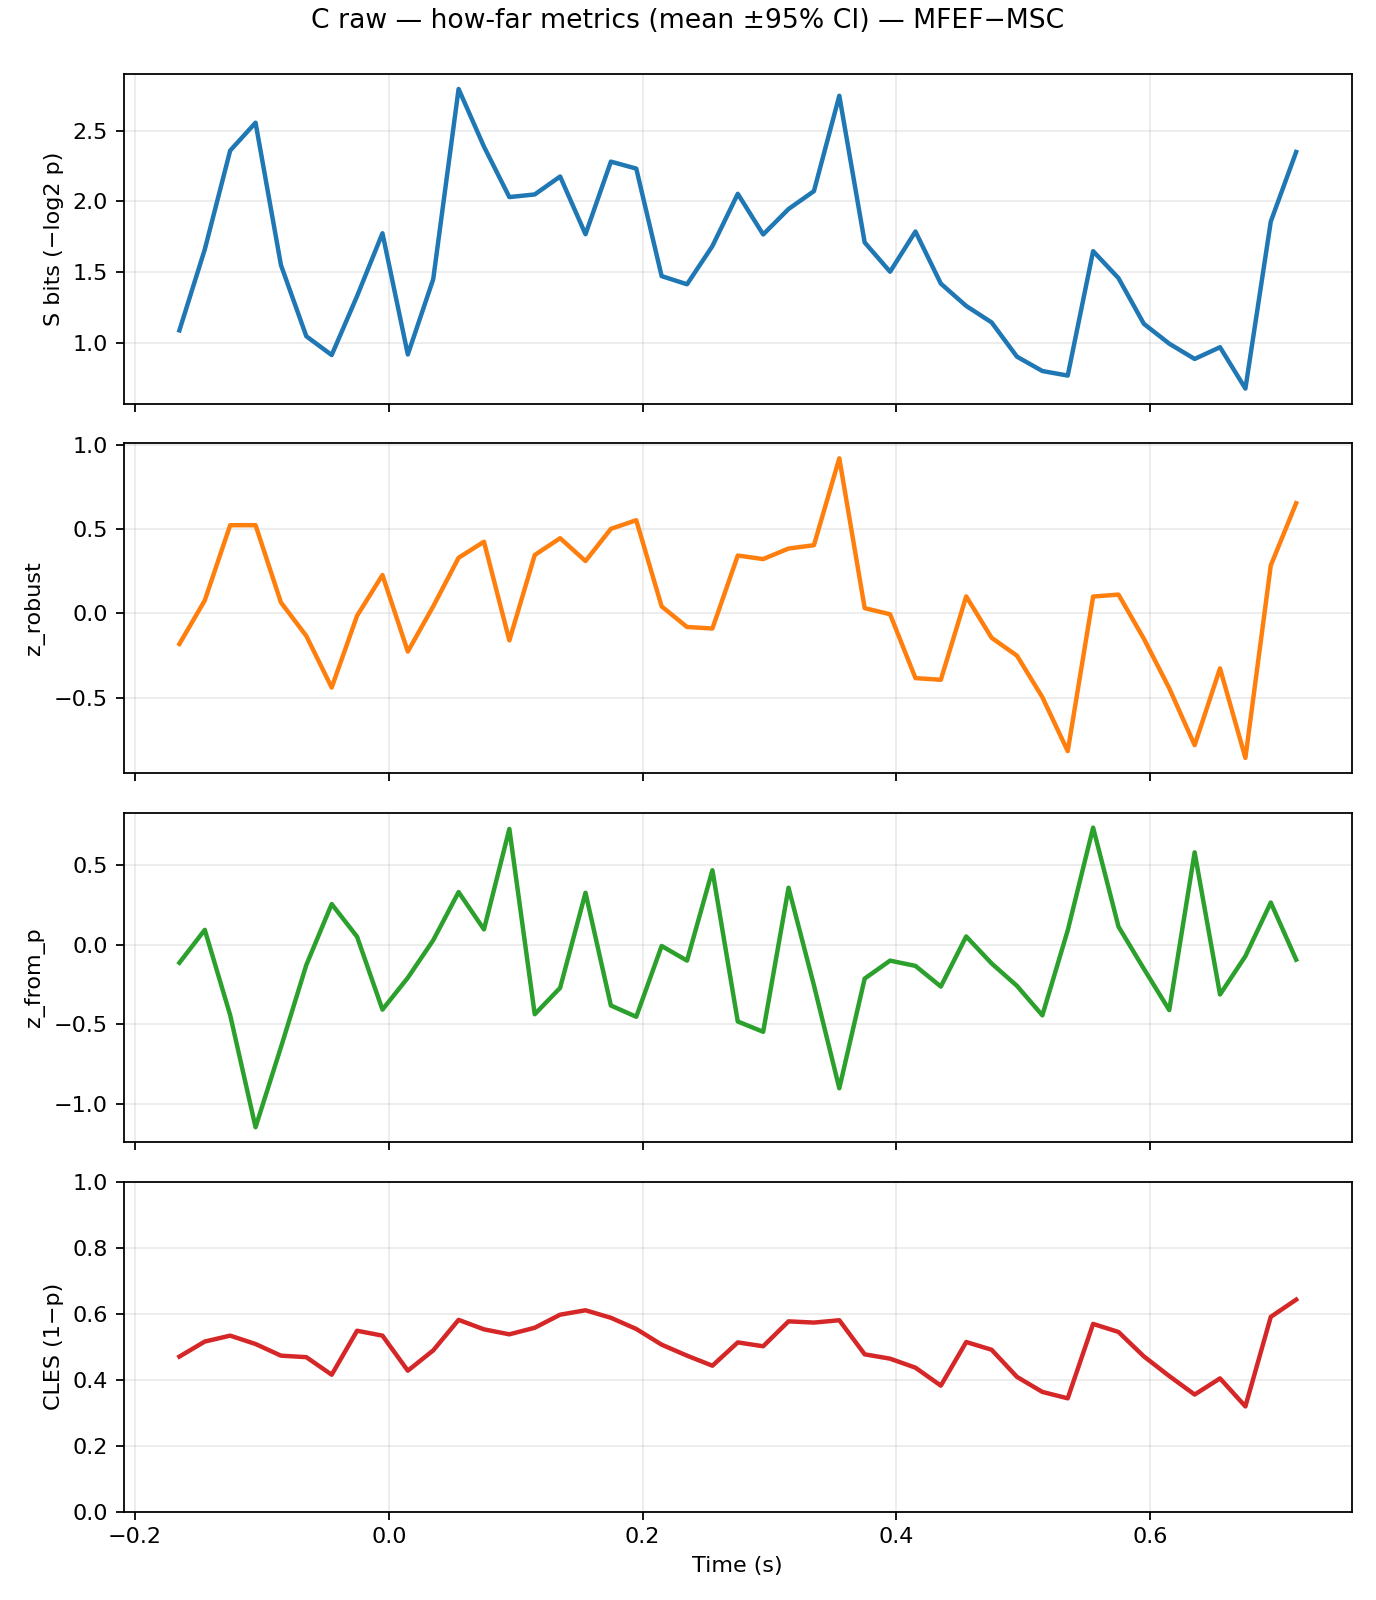 C raw — how-far metrics (mean ±95% CI) — MFEF−MSC
S bits (−log2 p)
2.5
2.0
1.5
1.0
z_robust
1.0
0.5
0.0
−0.5
z_from_p
0.5
0.0
−0.5
−1.0
CLES (1−p)
1.0
0.8
0.6
0.4
0.2
0.0
−0.2 0.0 0.2 0.4 0.6
Time (s)